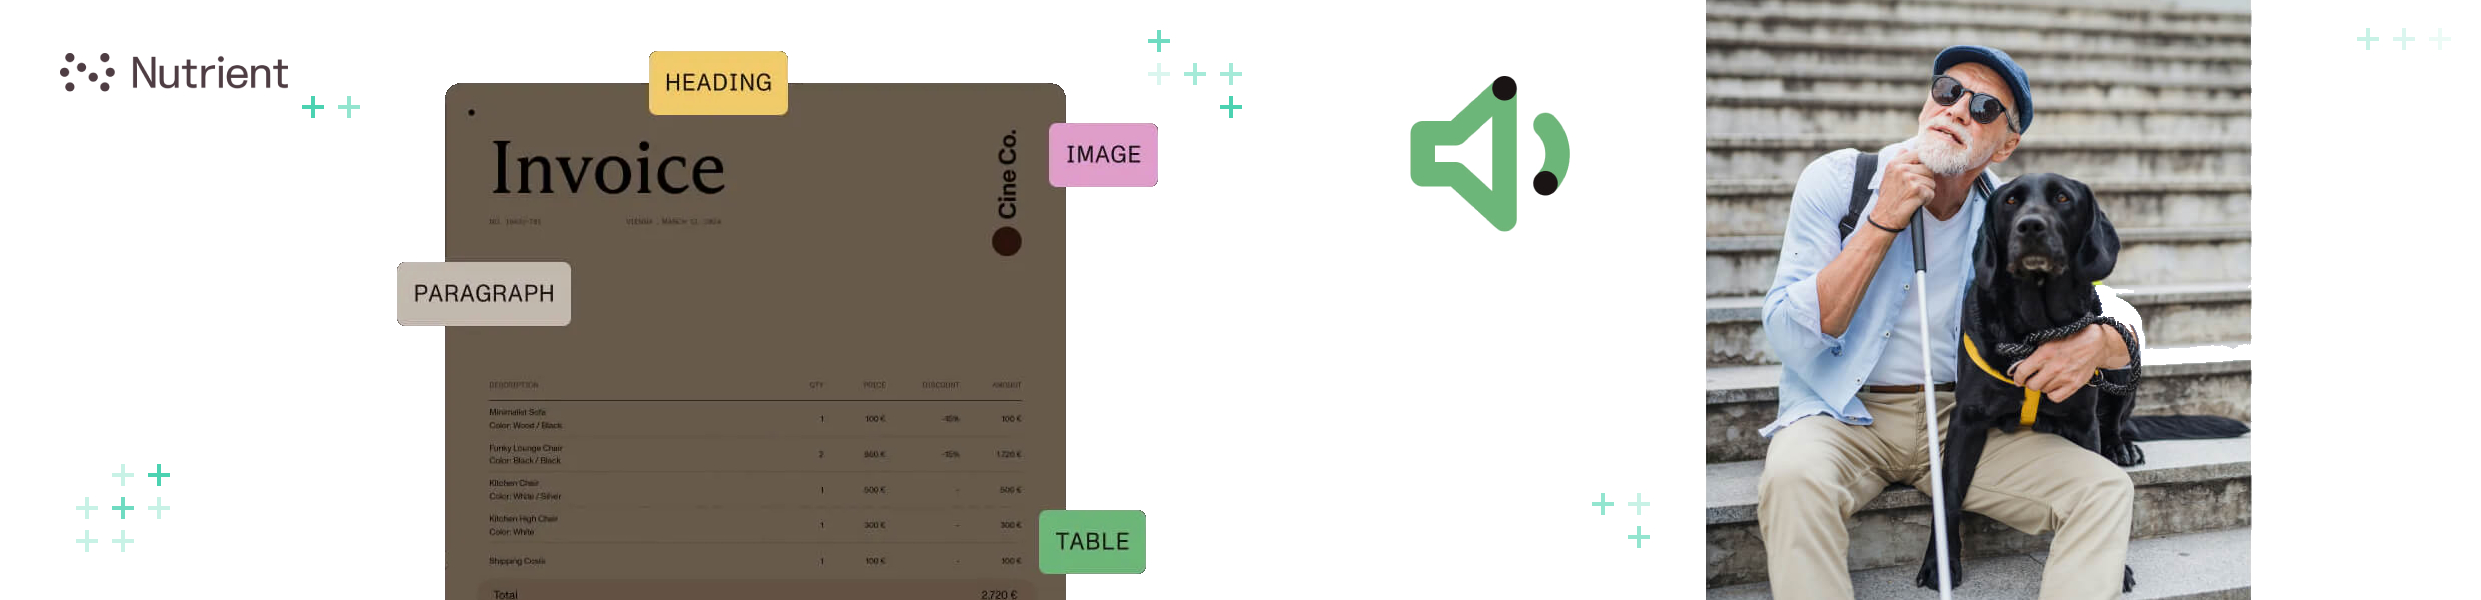 Nutrient
HEADING
IMAGE
Invoice
Cine Co.
VIENNA , MARCH 12, 2024
PARAGRAPH
DESCRIPTION QTY PRICE DISCOUNT AMOUNT
Minimalist Sofa
Color: Wood / Black 1 100 € -15% 100 €
Funky Lounge Chair
Color: Black / Black 2 860 € -15% 1.720 €
Kitchen Chair
Color: White / Silver 1 500 € - 500 €
Kitchen High Chair
Color: White 1 300 € - 300 €
Shipping Costs 1 100 € - 100 €
TABLE
Total 2.720 €